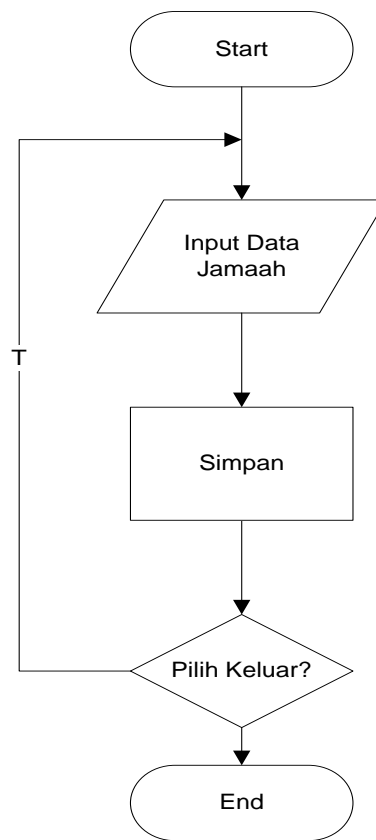 Start
Input Data
Jamaah
T
Simpan
Pilih Keluar?
End